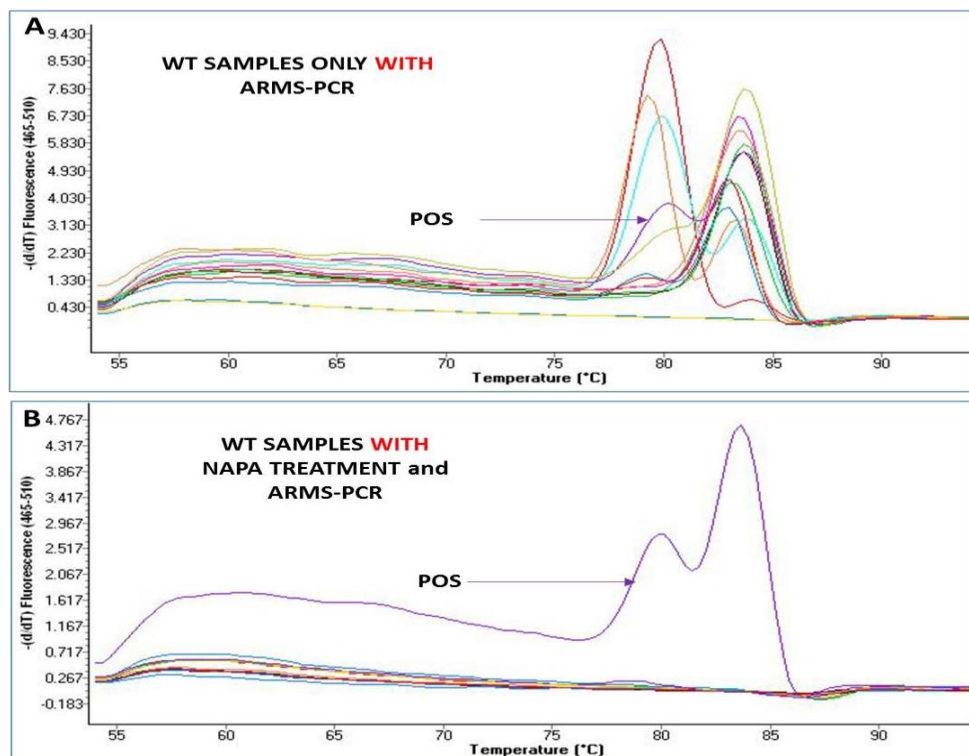 A
WT SAMPLES ONLY WITH
ARMS-PCR
-(d/dT) Fluorescence (465-510)
9.430
8.530
7.630
6.730
5.830
4.930
4.030
3.130
2.230
1.330
0.430
POS
55 60 65 70 75 80 85 90
Temperature (°C)
B
WT SAMPLES WITH
NAPA TREATMENT and
ARMS-PCR
-(d/dT) Fluorescence (465-510)
4.767
4.317
3.867
3.417
2.967
2.517
2.067
1.617
1.167
0.717
0.267
-0.183
POS
55 60 65 70 75 80 85 90
Temperature (°C)